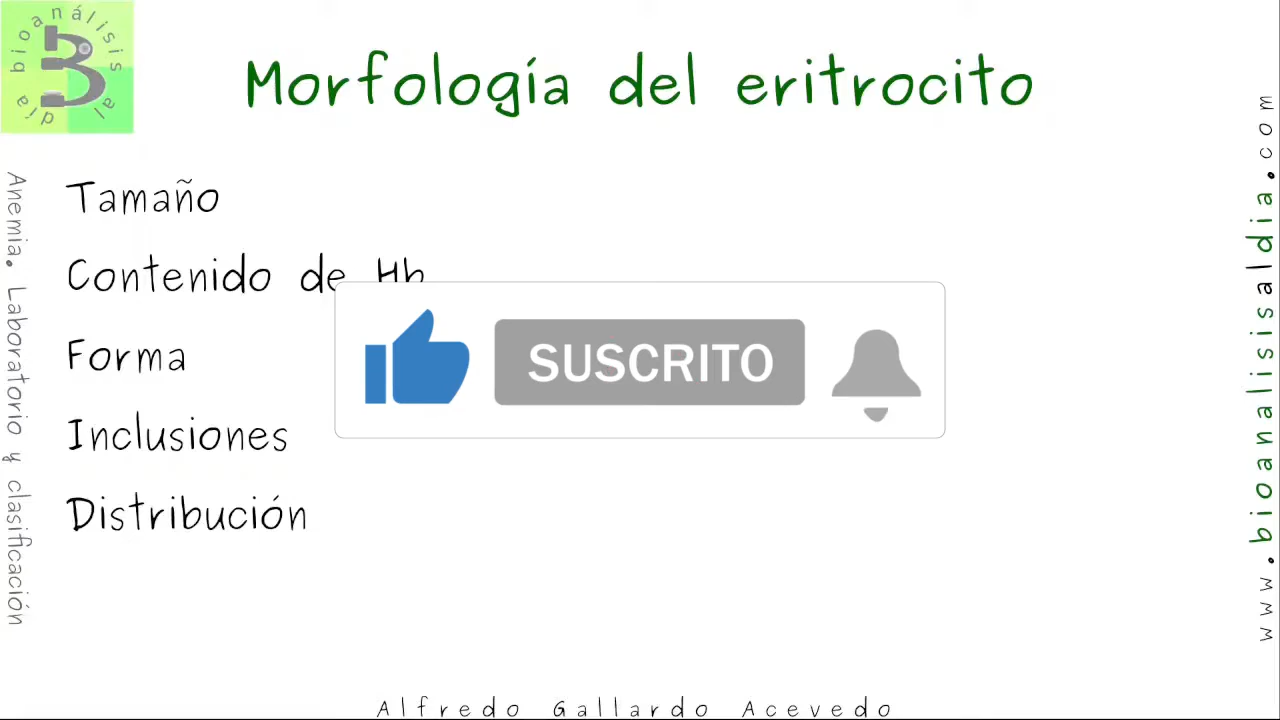 bioanálisis al día
Morfología del eritrocito
Tamaño
Contenido de Hb
Forma
Inclusiones
Distribución
SUSCRITO
Anemia. Laboratorio y clasificación
www.bioanalisisaldia.com
Alfredo Gallardo Acevedo